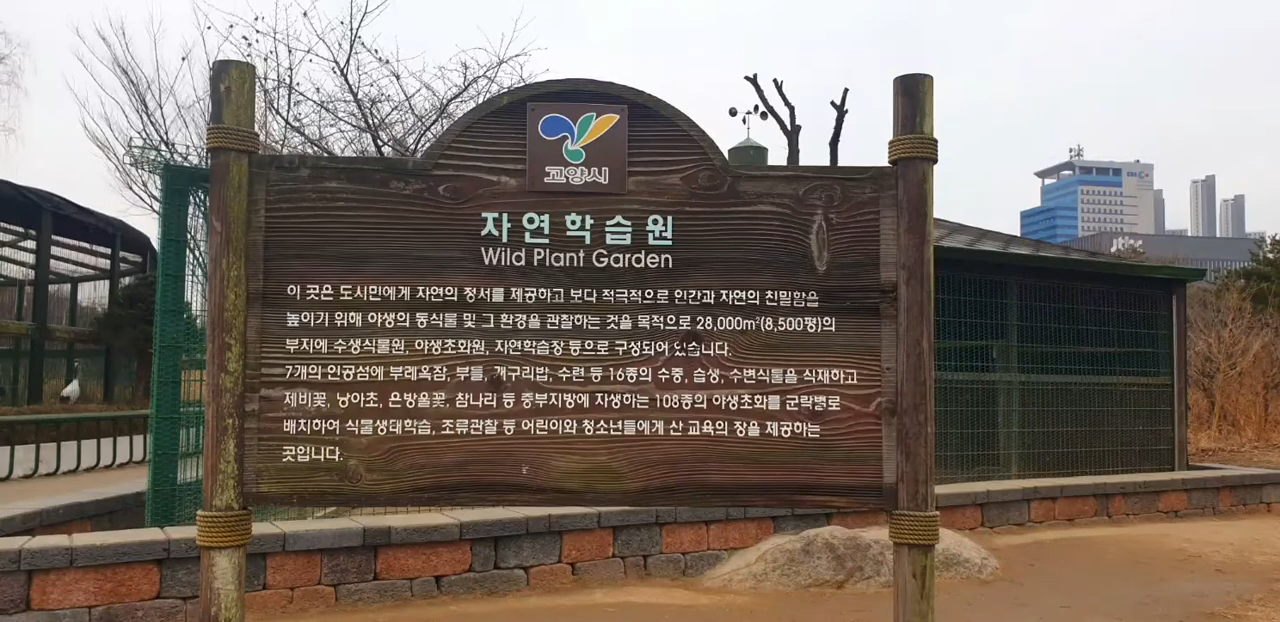 고양시
자연학습원
Wild Plant Garden
이 곳은 도시민에게 자연의 정서를 제공하고 보다 적극적으로 인간과 자연의 친밀함을
높이기 위해 야생의 동식물 및 그 환경을 관찰하는 것을 목적으로 28,000m²(8,500평)의
부지에 수생식물원, 야생초화원, 자연학습장 등으로 구성되어 있습니다.
7개의 인공섬에 부레옥잠, 부들, 개구리밥, 수련 등 16종의 수중, 습생, 수변식물을 식재하고
제비꽃, 낭아초, 은방울꽃, 참나리 등 중부지방에 자생하는 108종의 야생초화를 군락별로
배치하여 식물생태학습, 조류관찰 등 어린이와 청소년들에게 산 교육의 장을 제공하는
곳입니다.